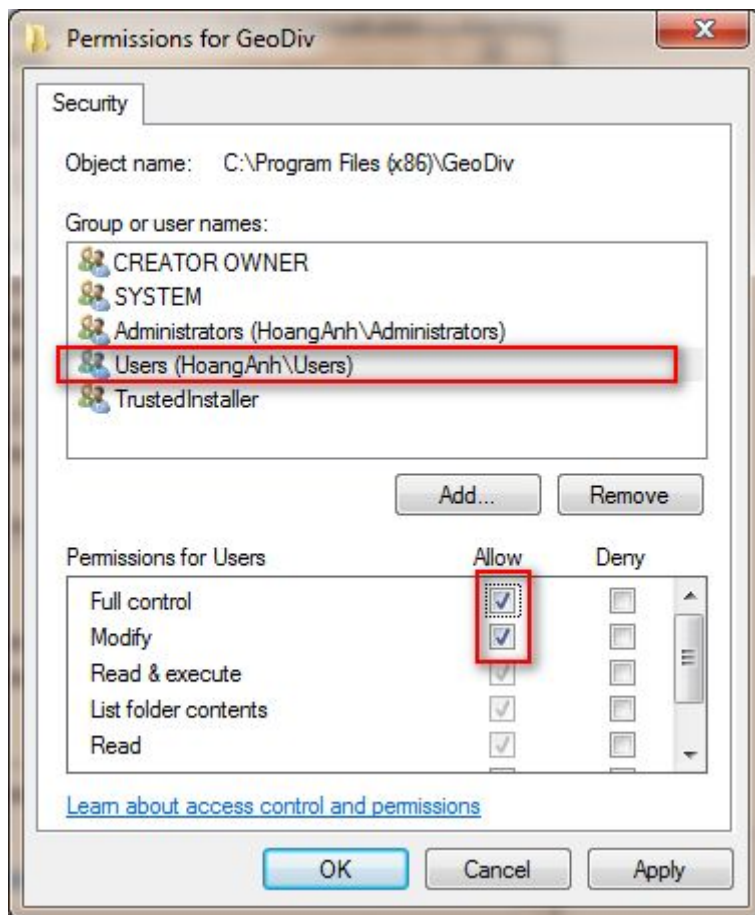 Permissions for GeoDiv
Security
Object name: C:\Program Files (x86)\GeoDiv
Group or user names:
CREATOR OWNER
SYSTEM
Administrators (HoangAnh\Administrators)
Users (HoangAnh\Users)
TrustedInstaller
Add... Remove
Permissions for Users Allow Deny
Full control
Modify
Read & execute
List folder contents
Read
Learn about access control and permissions
OK Cancel Apply